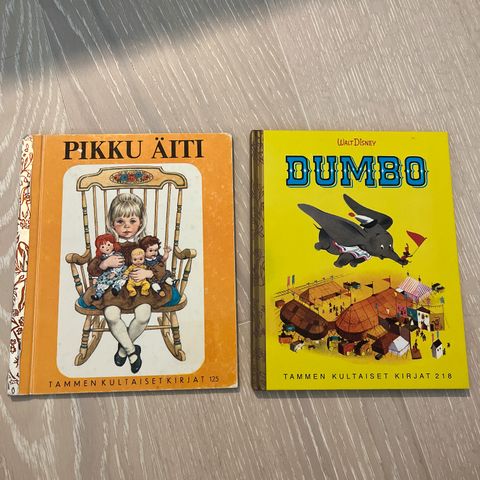 PIKKU ÄITI
TAMMEN KULTAISET KIRJAT 125
WALT DISNEY
DUMBO
TAMMEN KULTAISET KIRJAT 218